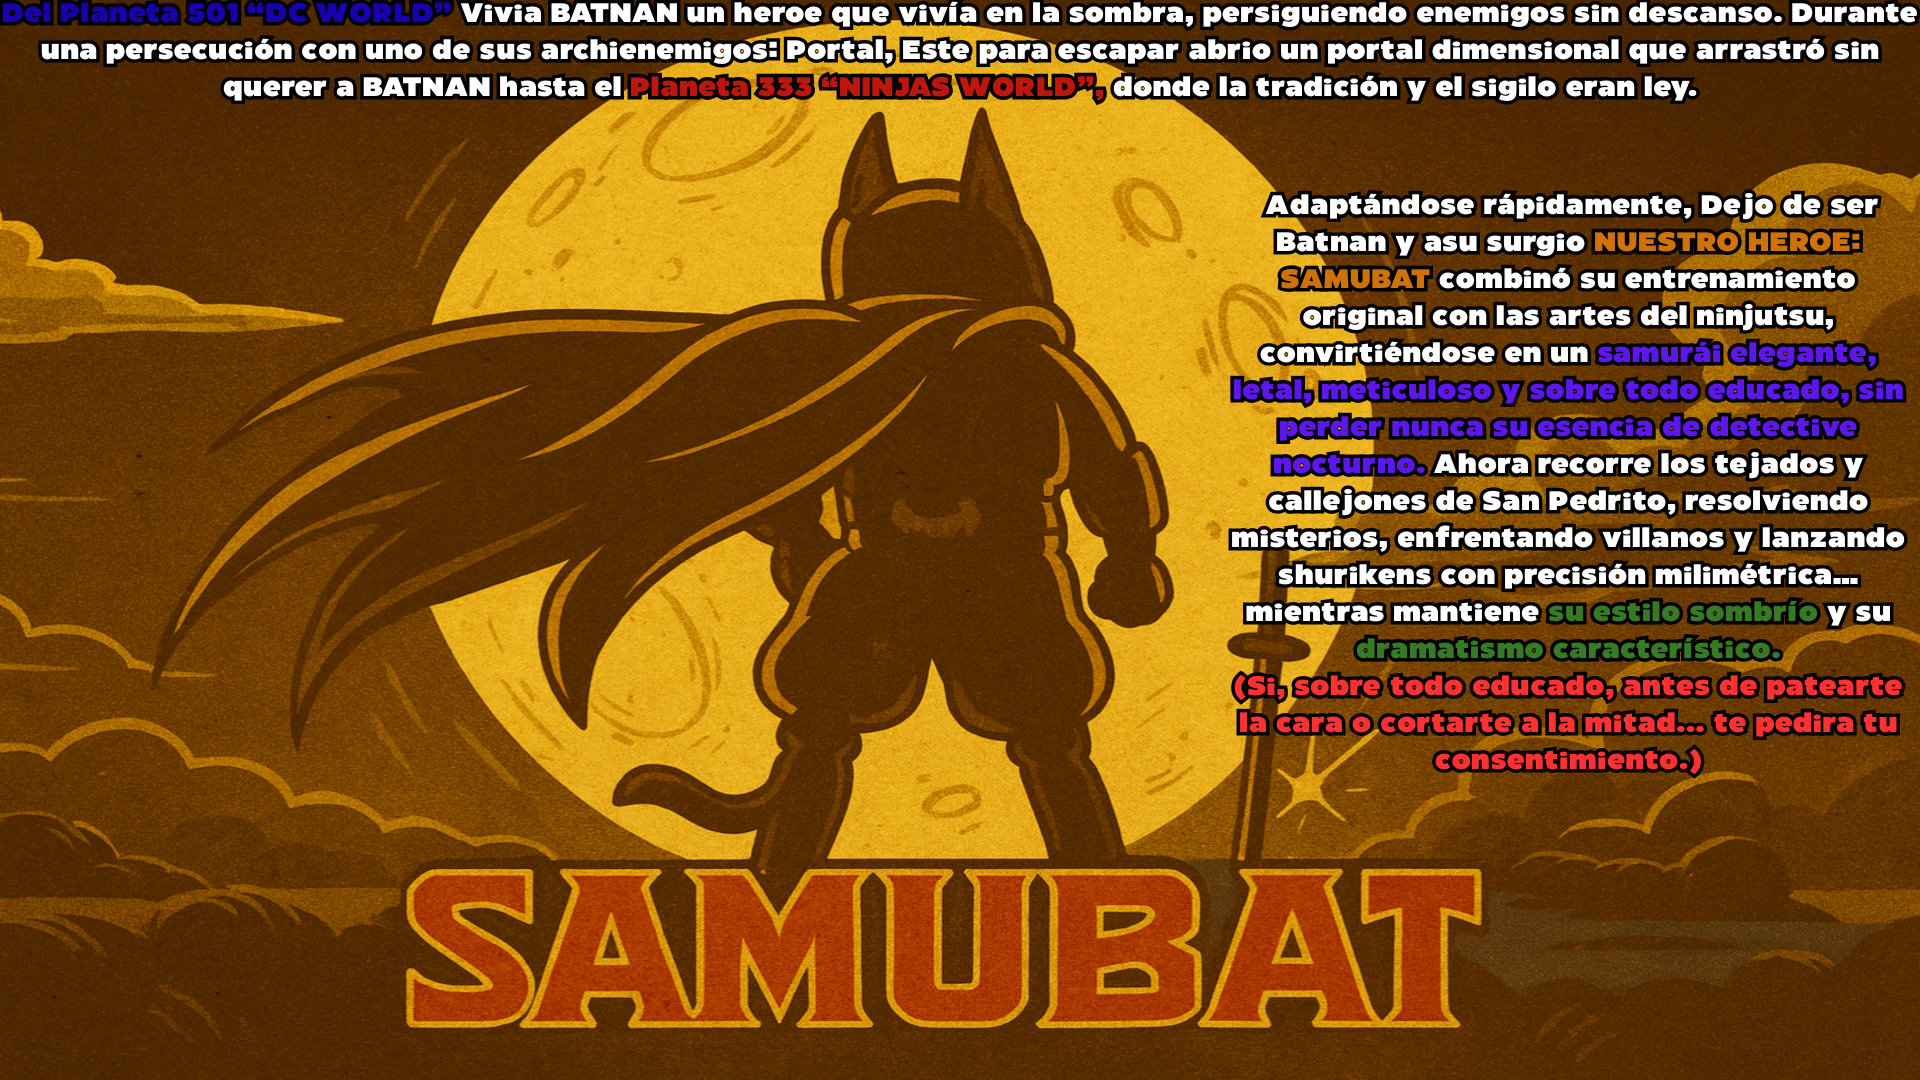 Del Planeta 501 “DC WORLD” Vivia BATNAN un heroe que vivía en la sombra, persiguiendo enemigos sin descanso. Durante
una persecución con uno de sus archienemigos: Portal, Este para escapar abrio un portal dimensional que arrastró sin
querer a BATNAN hasta el Planeta 333 “NINJAS WORLD”, donde la tradición y el sigilo eran ley.
Adaptándose rápidamente, Dejo de ser
Batnan y asu surgio NUESTRO HEROE:
SAMUBAT combinó su entrenamiento
original con las artes del ninjutsu,
convirtiéndose en un samurái elegante,
letal, meticuloso y sobre todo educado, sin
perder nunca su esencia de detective
nocturno. Ahora recorre los tejados y
callejones de San Pedrito, resolviendo
misterios, enfrentando villanos y lanzando
shurikens con precisión milimétrica...
mientras mantiene su estilo sombrío y su
dramatismo característico.
(Si, sobre todo educado, antes de patearte
la cara o cortarte a la mitad... te pedira tu
consentimiento.)
SAMUBAT